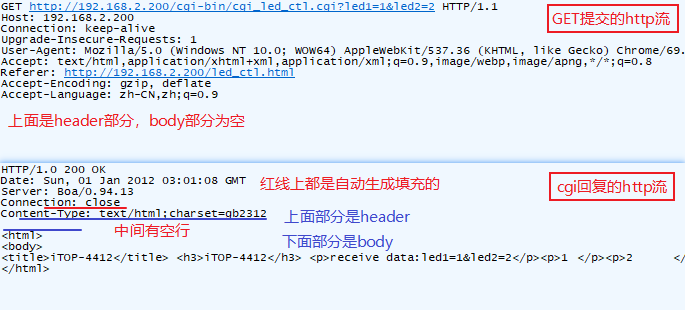 GET http://192.168.2.200/cgi-bin/cgi_led_ctl.cgi?led1=1&led2=2 HTTP/1.1
GET提交的http流
Host: 192.168.2.200
Connection: keep-alive
Upgrade-Insecure-Requests: 1
User-Agent: Mozilla/5.0 (Windows NT 10.0; WOW64) AppleWebKit/537.36 (KHTML, like Gecko) Chrome/69.
Accept: text/html,application/xhtml+xml,application/xml;q=0.9,image/webp,image/apng,*/*;q=0.8
Referer: http://192.168.2.200/led_ctl.html
Accept-Encoding: gzip, deflate
Accept-Language: zh-CN,zh;q=0.9
上面是header部分，body部分为空
HTTP/1.0 200 OK
Date: Sun, 01 Jan 2012 03:01:08 GMT
红线上都是自动生成填充的
cgi回复的http流
Server: Boa/0.94.13
Connection: close
Content-Type: text/html;charset=gb2312
上面部分是header
中间有空行
<html>
下面部分是body
<body>
<title>iTOP-4412</title> <h3>iTOP-4412</h3> <p>receive data:led1=1&led2=2</p><p>1 </p><p>2 </
</html>